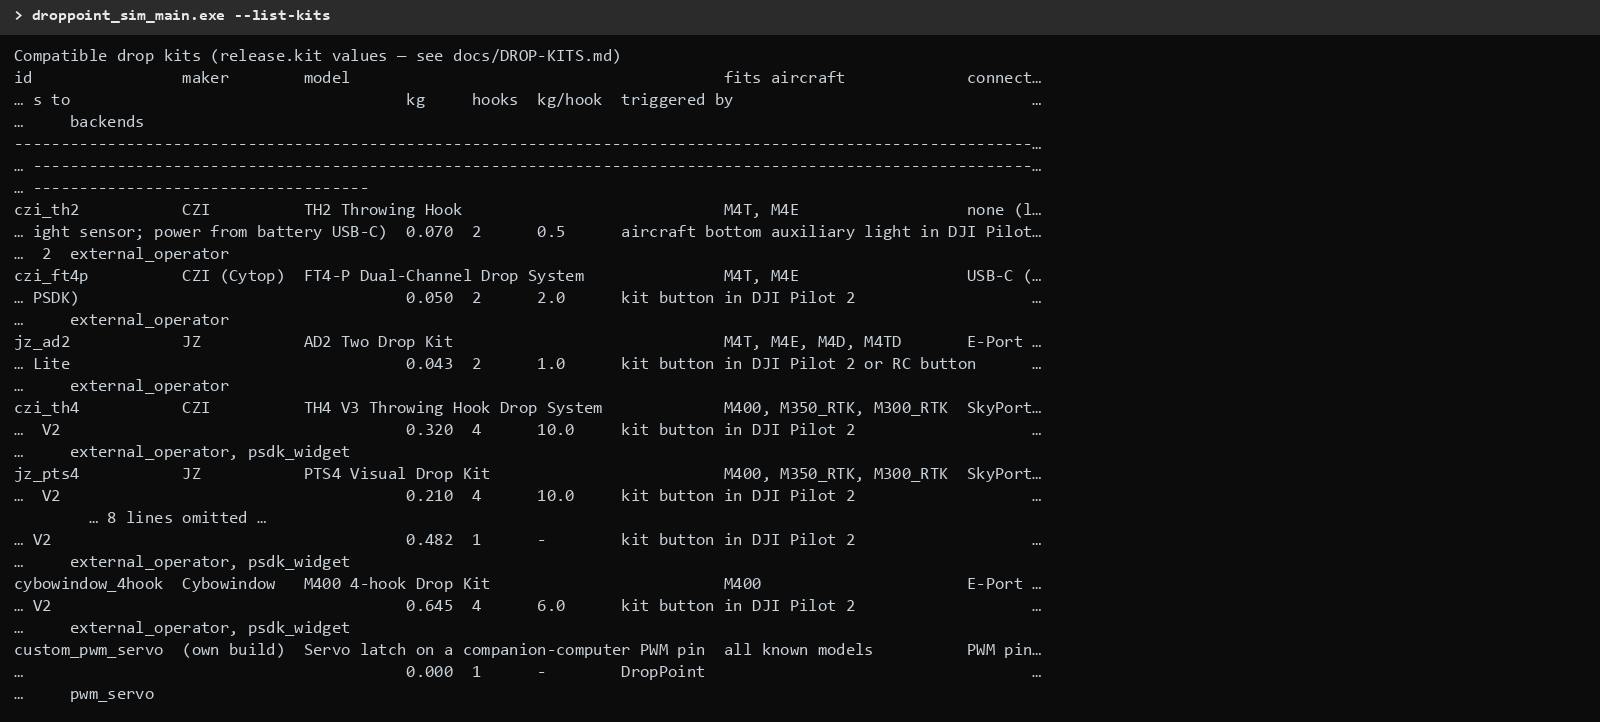 > droppoint_sim_main.exe --list-kits
Compatible drop kits (release.kit values — see docs/DROP-KITS.md)
id                maker        model                                        fits aircraft             connect…
… s to                                    kg     hooks  kg/hook  triggered by                                …
…     backends
-------------------------------------------------------------------------------------------------------------…
… -----------------------------------------------------------------------------------------------------------…
… ------------------------------------
czi_th2           CZI          TH2 Throwing Hook                            M4T, M4E                  none (l…
… ight sensor; power from battery USB-C)  0.070  2      0.5      aircraft bottom auxiliary light in DJI Pilot…
…  2  external_operator
czi_ft4p          CZI (Cytop)  FT4-P Dual-Channel Drop System               M4T, M4E                  USB-C (…
… PSDK)                                   0.050  2      2.0      kit button in DJI Pilot 2                   …
…     external_operator
jz_ad2            JZ           AD2 Two Drop Kit                             M4T, M4E, M4D, M4TD       E-Port …
… Lite                                    0.043  2      1.0      kit button in DJI Pilot 2 or RC button      …
…     external_operator
czi_th4           CZI          TH4 V3 Throwing Hook Drop System             M400, M350_RTK, M300_RTK  SkyPort…
…  V2                                     0.320  4      10.0     kit button in DJI Pilot 2                   …
…     external_operator, psdk_widget
jz_pts4           JZ           PTS4 Visual Drop Kit                         M400, M350_RTK, M300_RTK  SkyPort…
…  V2                                     0.210  4      10.0     kit button in DJI Pilot 2                   …
        … 8 lines omitted …
… V2                                      0.482  1      -        kit button in DJI Pilot 2                   …
…     external_operator, psdk_widget
cybowindow_4hook  Cybowindow   M400 4-hook Drop Kit                         M400                      E-Port …
… V2                                      0.645  4      6.0      kit button in DJI Pilot 2                   …
…     external_operator, psdk_widget
custom_pwm_servo  (own build)  Servo latch on a companion-computer PWM pin  all known models          PWM pin…
…                                         0.000  1      -        DropPoint                                   …
…     pwm_servo